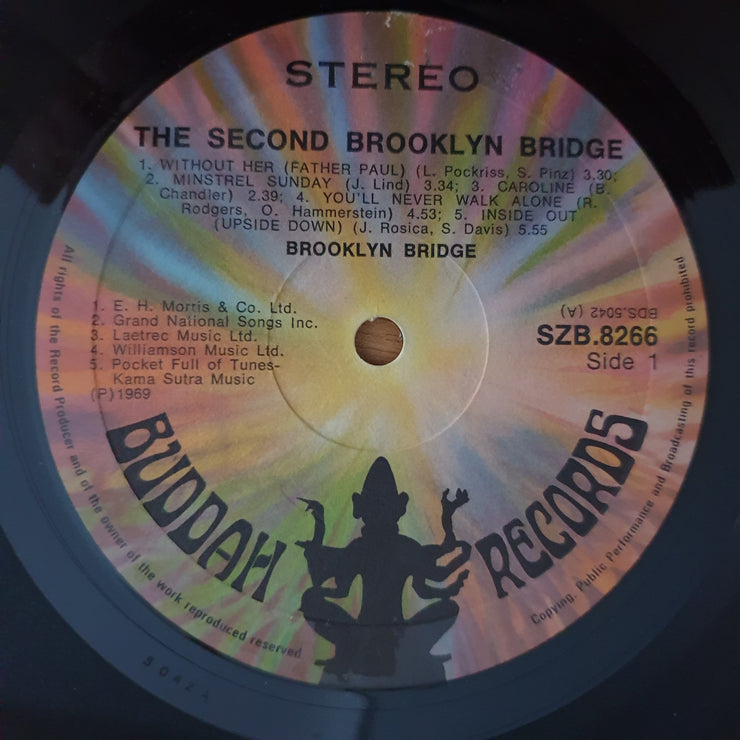 STEREO
THE SECOND BROOKLYN BRIDGE
1. WITHOUT HER (FATHER PAUL) (L. Pockriss, S. Pinz) 3.30;
2. MINSTREL SUNDAY (J. Lind) 3.34; 3. CAROLINE (B.
Chandler) 2.39; 4. YOU'LL NEVER WALK ALONE (R.
Rodgers, O. Hammerstein) 4.53; 5. INSIDE OUT
(UPSIDE DOWN) (J. Rosica, S. Davis) 5.55
BROOKLYN BRIDGE
1. E. H. Morris & Co. Ltd.
2. Grand National Songs Inc.
3. Laetrec Music Ltd.
4. Williamson Music Ltd.
5. Pocket Full of Tunes-
Kama Sutra Music
(P)1969
BDS.5042 (A)
SZB.8266
Side 1
BUDDAH RECORDS
All rights of the Record Producer and of the owner of the work reproduced reserved
Copying, Public Performance and Broadcasting of this record prohibited
5042A